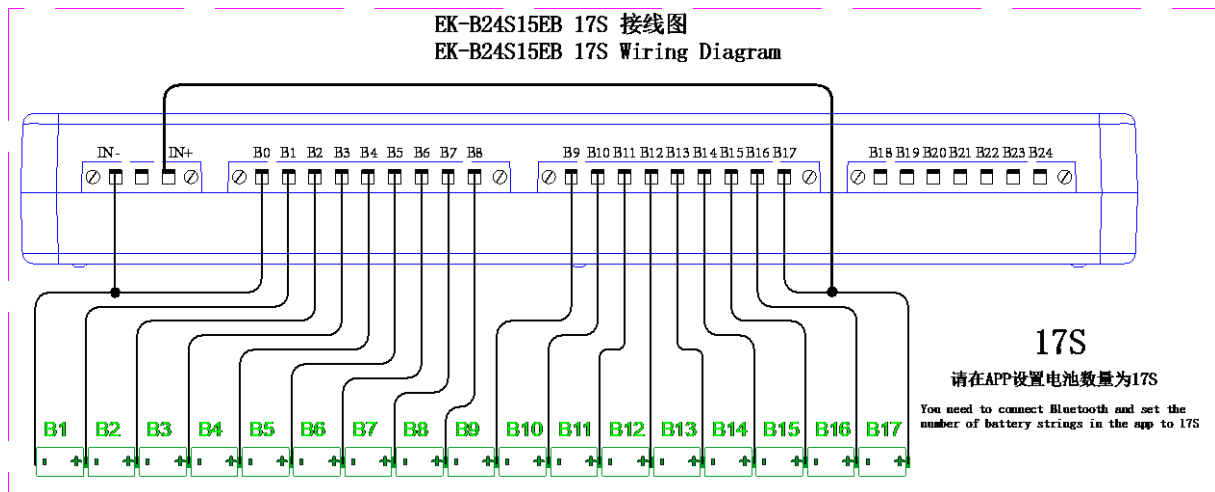 EK-B24S15EB 17S 接线图
EK-B24S15EB 17S Wiring Diagram
IN- IN+ B0 B1 B2 B3 B4 B5 B6 B7 B8 B9 B10 B11 B12 B13 B14 B15 B16 B17 B18 B19 B20 B21 B22 B23 B24
17S
请在APP设置电池数量为17S
You need to connect Bluetooth and set the
number of battery strings in the app to 17S
B1 B2 B3 B4 B5 B6 B7 B8 B9 B10 B11 B12 B13 B14 B15 B16 B17
- + - + - + - + - + - + - + - + - + - + - + - + - + - + - + - + - +